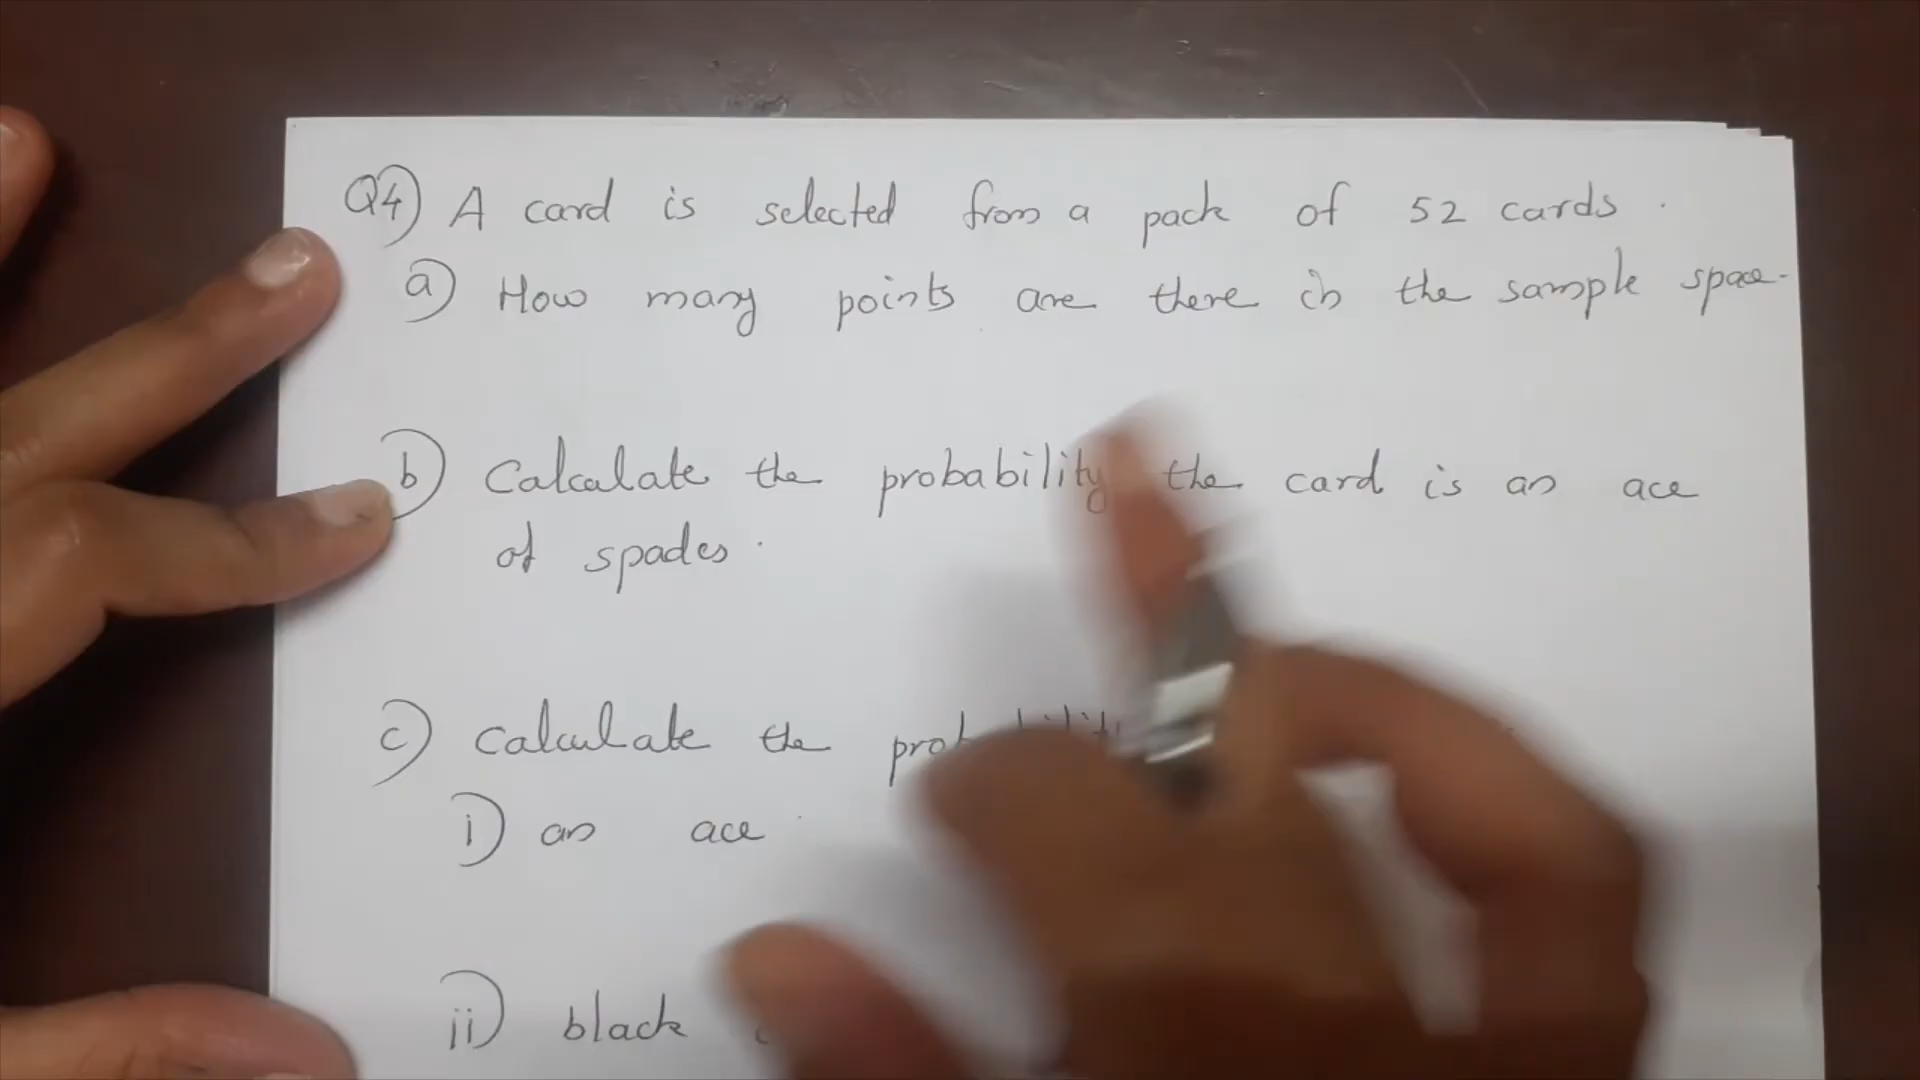 Q4) A card is selected from a pack of 52 cards.
a) How many points are there in the sample space.
b) Calculate the probability the card is an ace
of spades.
c) Calculate the
i) an ace.
ii) black